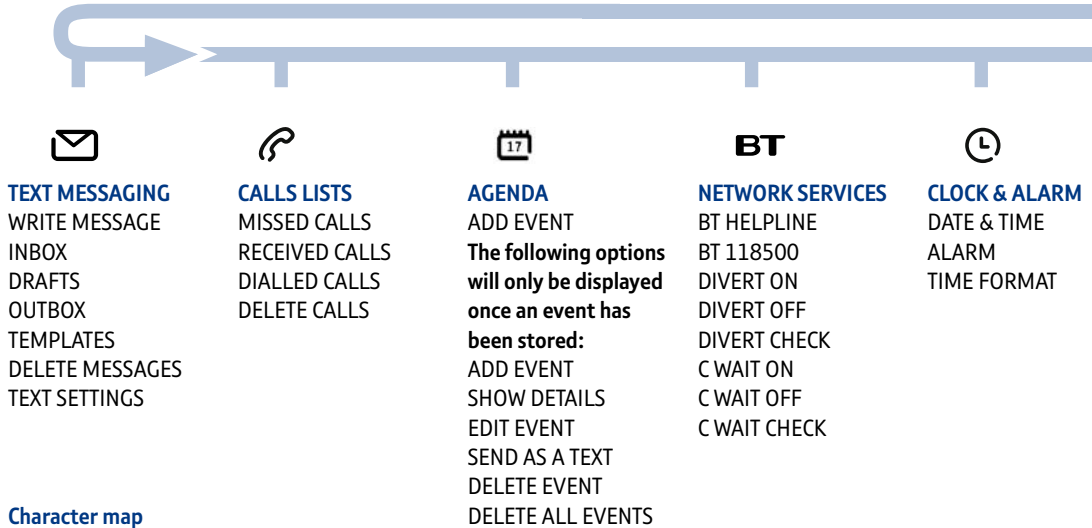 17
BT
TEXT MESSAGING
WRITE MESSAGE
INBOX
DRAFTS
OUTBOX
TEMPLATES
DELETE MESSAGES
TEXT SETTINGS
CALLS LISTS
MISSED CALLS
RECEIVED CALLS
DIALLED CALLS
DELETE CALLS
AGENDA
ADD EVENT
The following options
will only be displayed
once an event has
been stored:
ADD EVENT
SHOW DETAILS
EDIT EVENT
SEND AS A TEXT
DELETE EVENT
DELETE ALL EVENTS
NETWORK SERVICES
BT HELPLINE
BT 118500
DIVERT ON
DIVERT OFF
DIVERT CHECK
C WAIT ON
C WAIT OFF
C WAIT CHECK
CLOCK & ALARM
DATE & TIME
ALARM
TIME FORMAT
Character map